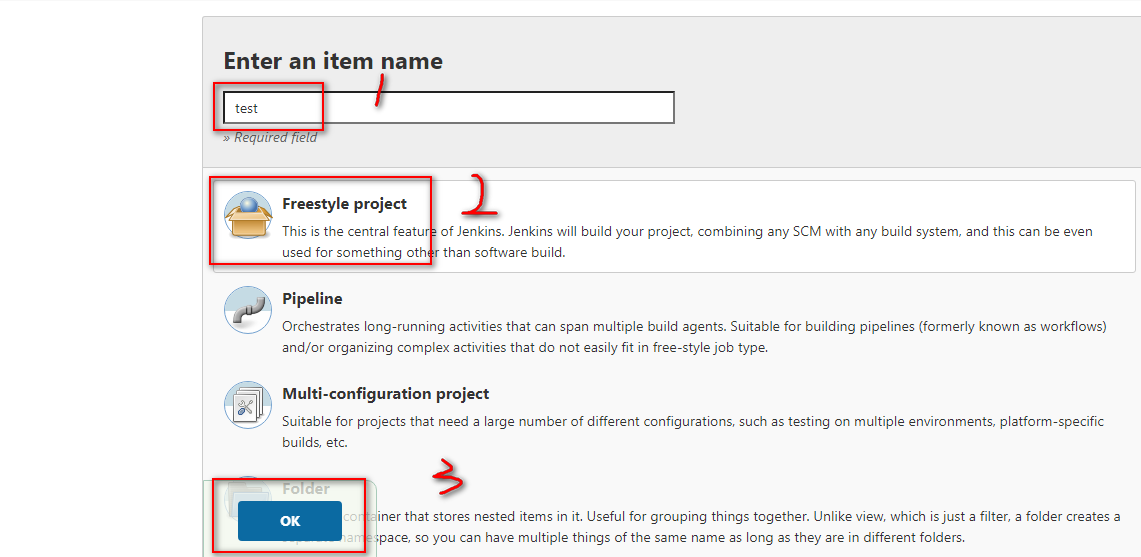 Enter an item name
1
test
» Required field
2
Freestyle project
This is the central feature of Jenkins. Jenkins will build your project, combining any SCM with any build system, and this can be even
used for something other than software build.
Pipeline
Orchestrates long-running activities that can span multiple build agents. Suitable for building pipelines (formerly known as workflows)
and/or organizing complex activities that do not easily fit in free-style job type.
Multi-configuration project
Suitable for projects that need a large number of different configurations, such as testing on multiple environments, platform-specific
builds, etc.
3
Folder
OK
container that stores nested items in it. Useful for grouping things together. Unlike view, which is just a filter, a folder creates a
namespace, so you can have multiple things of the same name as long as they are in different folders.